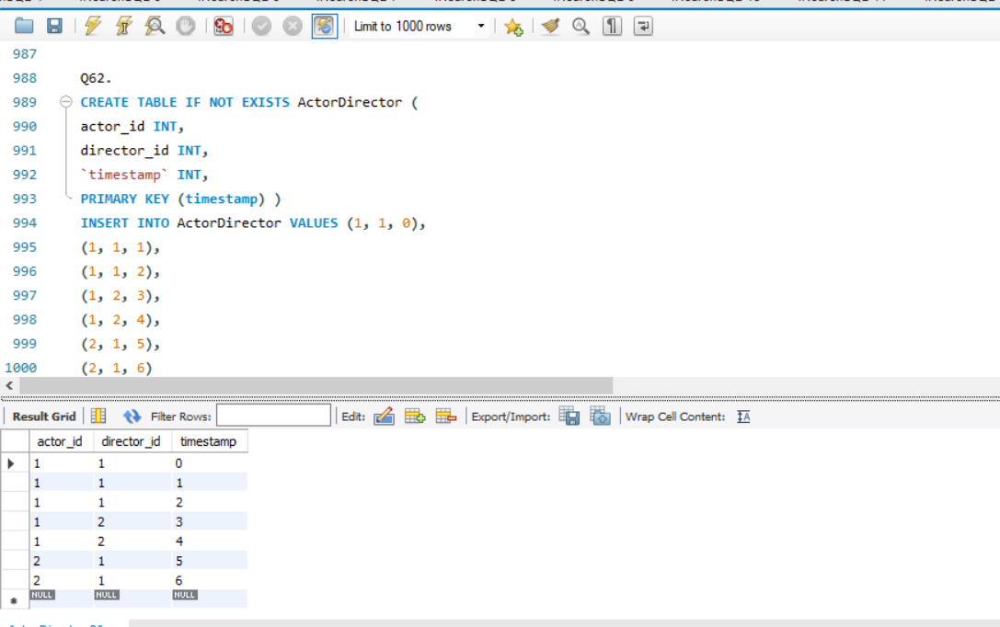 Limit to 1000 rows
987
988 Q62.
989 CREATE TABLE IF NOT EXISTS ActorDirector (
990 actor_id INT,
991 director_id INT,
992 `timestamp` INT,
993 PRIMARY KEY (timestamp) )
994 INSERT INTO ActorDirector VALUES (1, 1, 0),
995 (1, 1, 1),
996 (1, 1, 2),
997 (1, 2, 3),
998 (1, 2, 4),
999 (2, 1, 5),
1000 (2, 1, 6)
Result Grid Filter Rows: Edit: Export/Import: Wrap Cell Content:
actor_id director_id timestamp
1 1 0
1 1 1
1 1 2
1 2 3
1 2 4
2 1 5
2 1 6
NULL NULL NULL